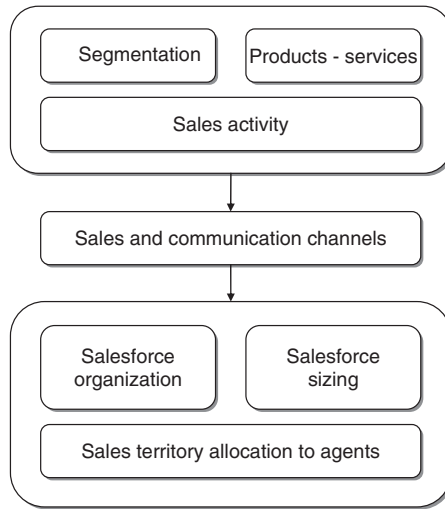 Segmentation
Products - services
Sales activity
Sales and communication channels
Salesforce
organization
Salesforce
sizing
Sales territory allocation to agents